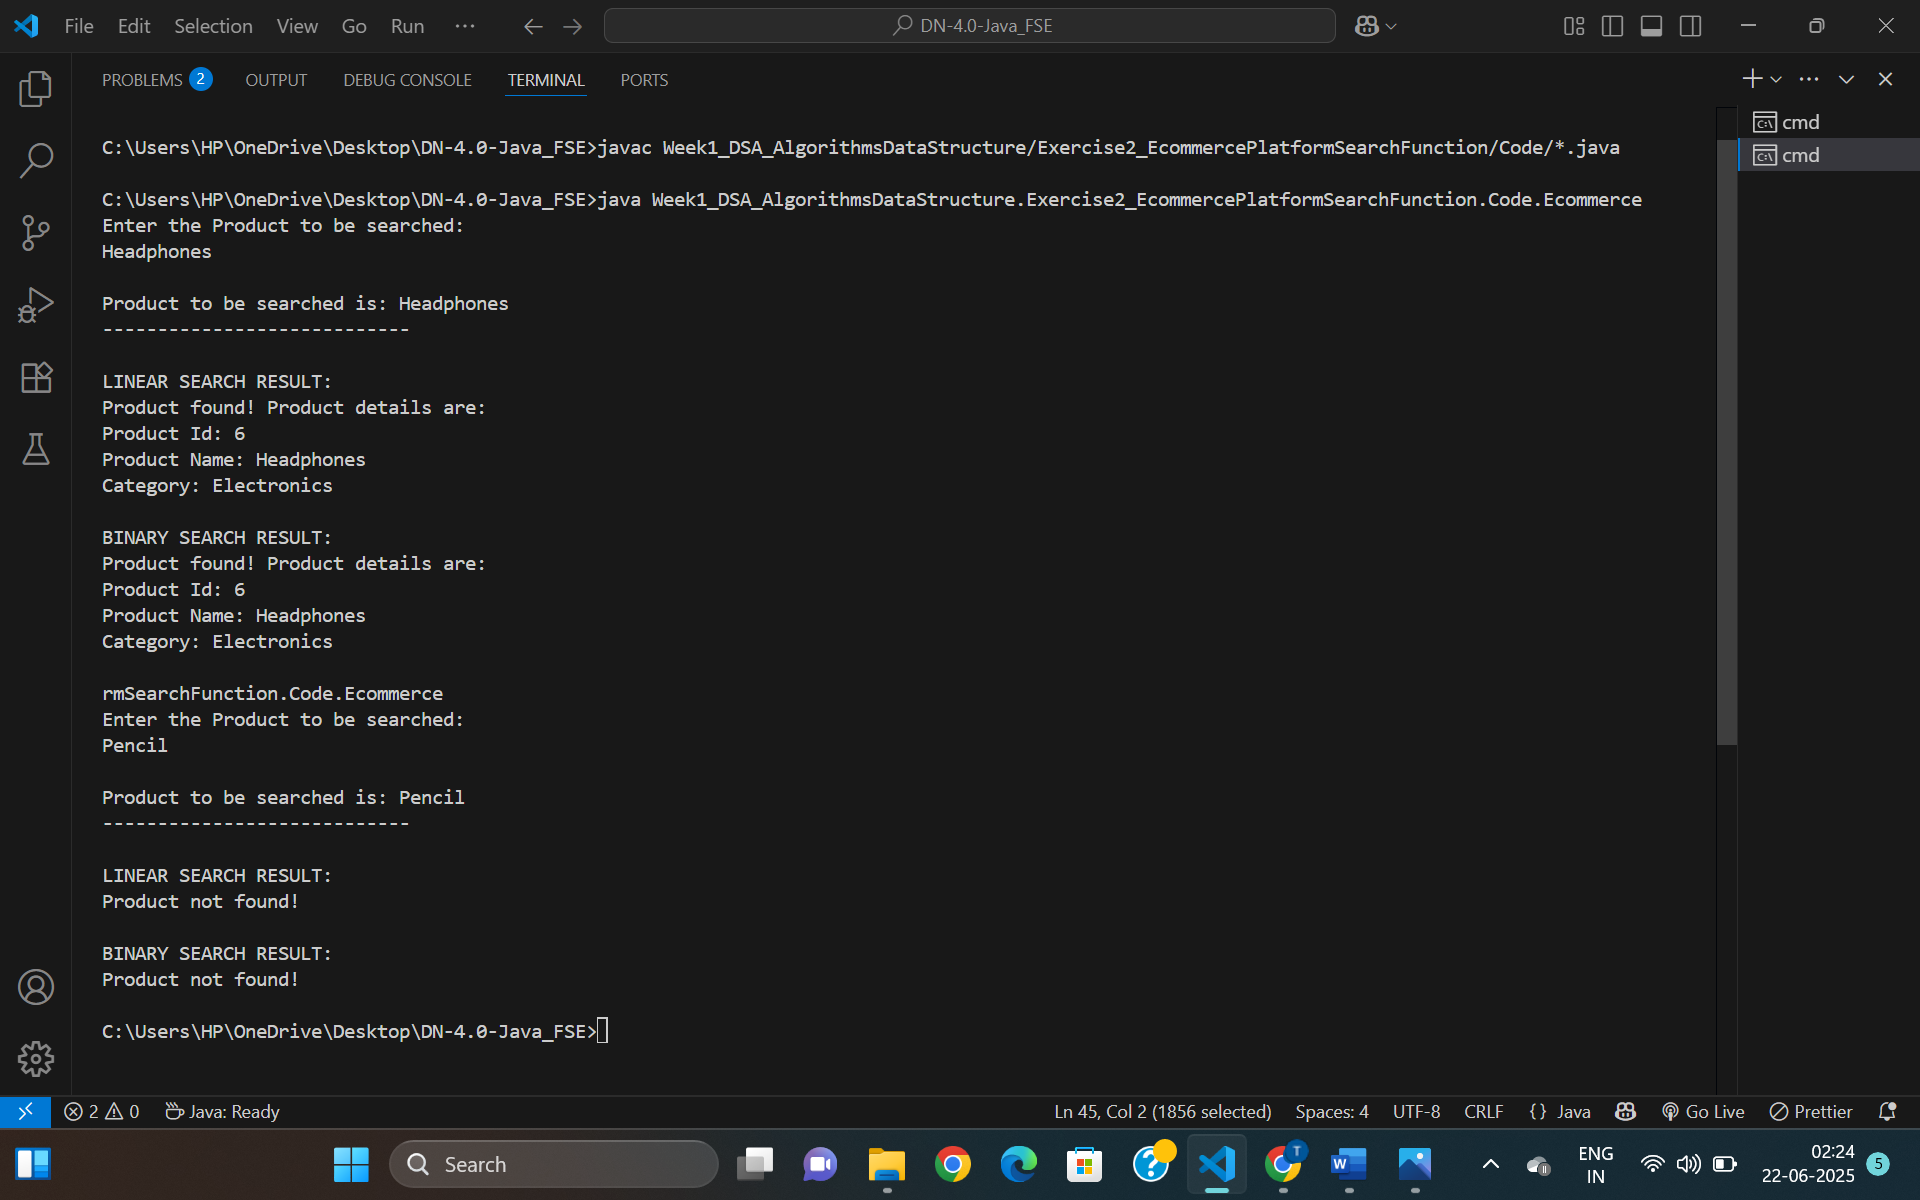 File Edit Selection View Go Run ··· DN-4.0-Java_FSE
PROBLEMS 2 OUTPUT DEBUG CONSOLE TERMINAL PORTS
cmd
cmd
C:\Users\HP\OneDrive\Desktop\DN-4.0-Java_FSE>javac Week1_DSA_AlgorithmsDataStructure/Exercise2_EcommercePlatformSearchFunction/Code/*.java
C:\Users\HP\OneDrive\Desktop\DN-4.0-Java_FSE>java Week1_DSA_AlgorithmsDataStructure.Exercise2_EcommercePlatformSearchFunction.Code.Ecommerce
Enter the Product to be searched:
Headphones
Product to be searched is: Headphones
----------------------------
LINEAR SEARCH RESULT:
Product found! Product details are:
Product Id: 6
Product Name: Headphones
Category: Electronics
BINARY SEARCH RESULT:
Product found! Product details are:
Product Id: 6
Product Name: Headphones
Category: Electronics
rmSearchFunction.Code.Ecommerce
Enter the Product to be searched:
Pencil
Product to be searched is: Pencil
----------------------------
LINEAR SEARCH RESULT:
Product not found!
BINARY SEARCH RESULT:
Product not found!
C:\Users\HP\OneDrive\Desktop\DN-4.0-Java_FSE>
2 0 Java: Ready Ln 45, Col 2 (1856 selected) Spaces: 4 UTF-8 CRLF {} Java Go Live Prettier
Search ENG IN 02:24 22-06-2025 5